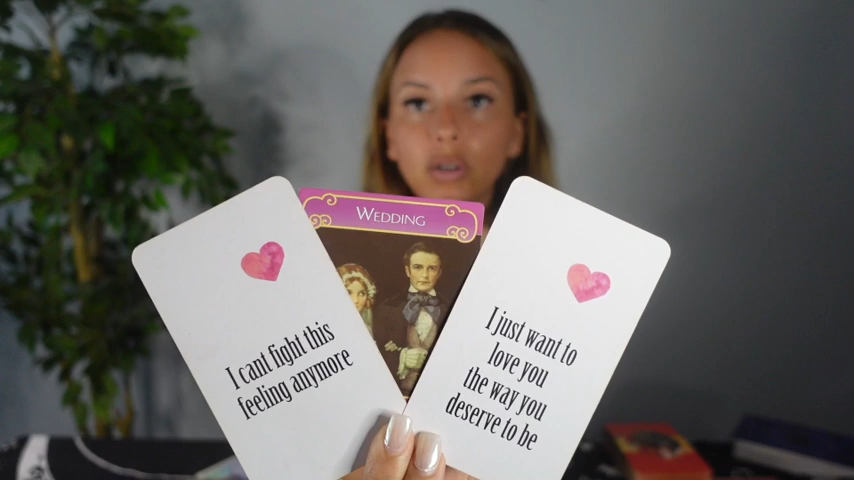 I cant fight this
feeling anymore
WEDDING
I just want to
love you
the way you
deserve to be